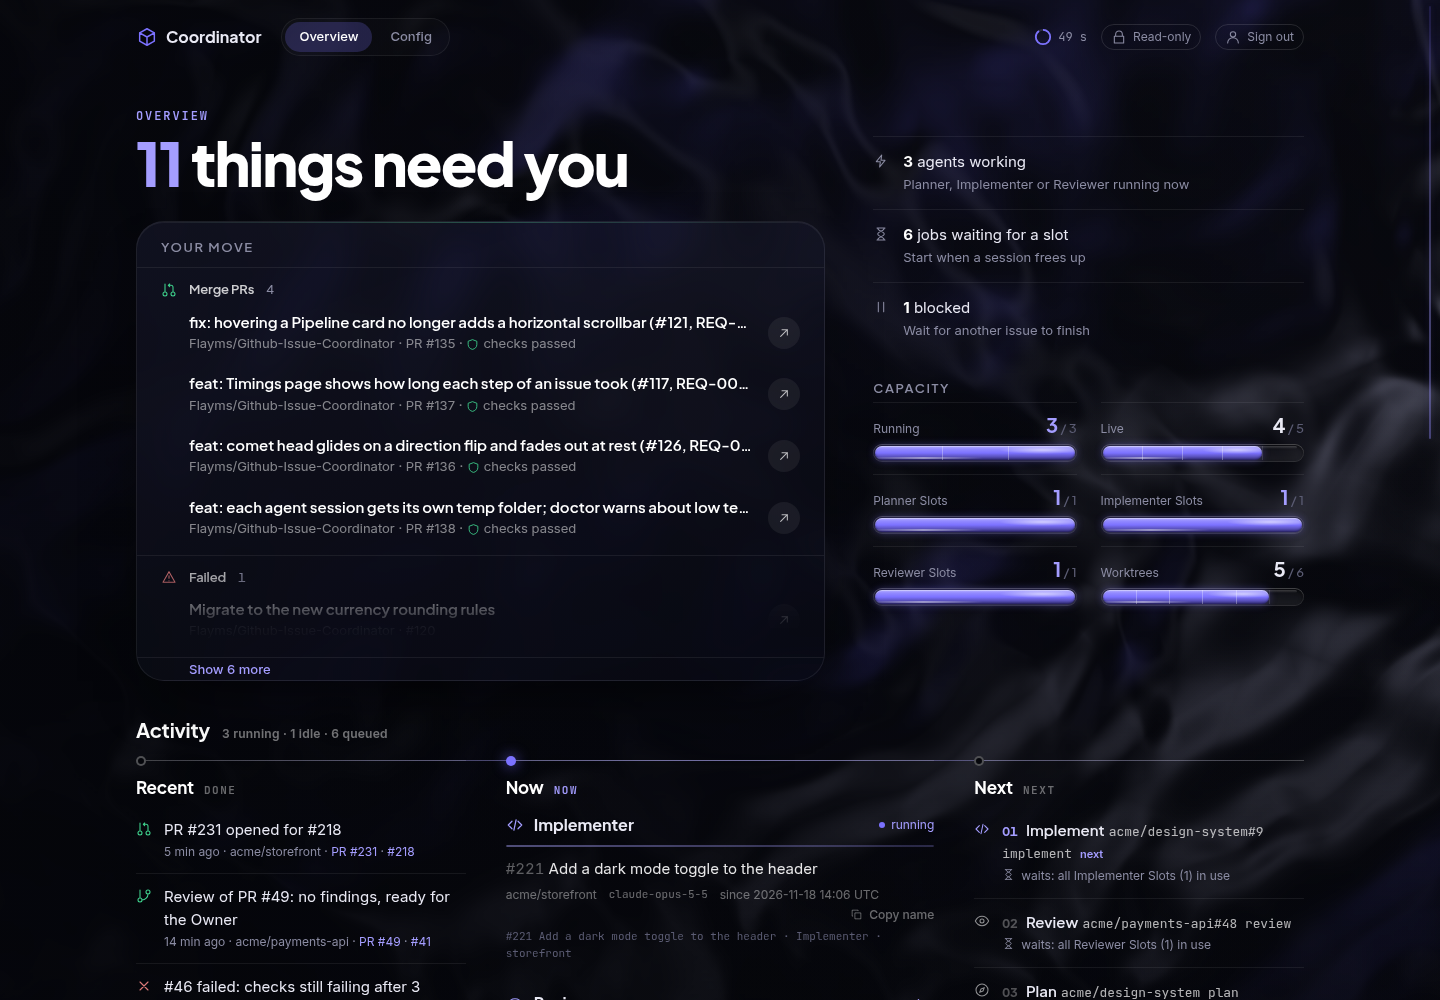 Coordinator
Overview
Config
49 s
Read-only
Sign out
OVERVIEW
11 things need you
YOUR MOVE
Merge PRs 4
fix: hovering a Pipeline card no longer adds a horizontal scrollbar (#121, REQ-...
Flayms/Github-Issue-Coordinator · PR #135 · checks passed
feat: Timings page shows how long each step of an issue took (#117, REQ-00...
Flayms/Github-Issue-Coordinator · PR #137 · checks passed
feat: comet head glides on a direction flip and fades out at rest (#126, REQ-0...
Flayms/Github-Issue-Coordinator · PR #136 · checks passed
feat: each agent session gets its own temp folder; doctor warns about low te...
Flayms/Github-Issue-Coordinator · PR #138 · checks passed
Failed 1
Migrate to the new currency rounding rules
Flayms/Github-Issue-Coordinator · #120
Show 6 more
3 agents working
Planner, Implementer or Reviewer running now
6 jobs waiting for a slot
Start when a session frees up
1 blocked
Wait for another issue to finish
CAPACITY
Running 3/3
Live 4/5
Planner Slots 1/1
Implementer Slots 1/1
Reviewer Slots 1/1
Worktrees 5/6
Activity 3 running · 1 idle · 6 queued
Recent DONE
PR #231 opened for #218
5 min ago · acme/storefront · PR #231 · #218
Review of PR #49: no findings, ready for
the Owner
14 min ago · acme/payments-api · PR #49 · #41
#46 failed: checks still failing after 3
Now NOW
Implementer
running
#221 Add a dark mode toggle to the header
acme/storefront claude-opus-5-5 since 2026-11-18 14:06 UTC
Copy name
#221 Add a dark mode toggle to the header · Implementer ·
storefront
Next NEXT
01 Implement acme/design-system#9
implement next
waits: all Implementer Slots (1) in use
02 Review acme/payments-api#48 review
waits: all Reviewer Slots (1) in use
03 Plan acme/design-system plan